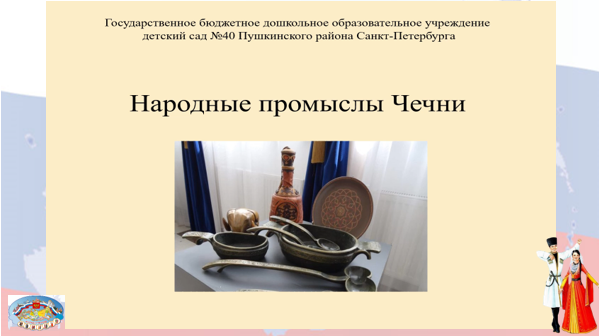 Государственное бюджетное дошкольное образовательное учреждение
детский сад №40 Пушкинского района Санкт-Петербурга
Народные промыслы Чечни